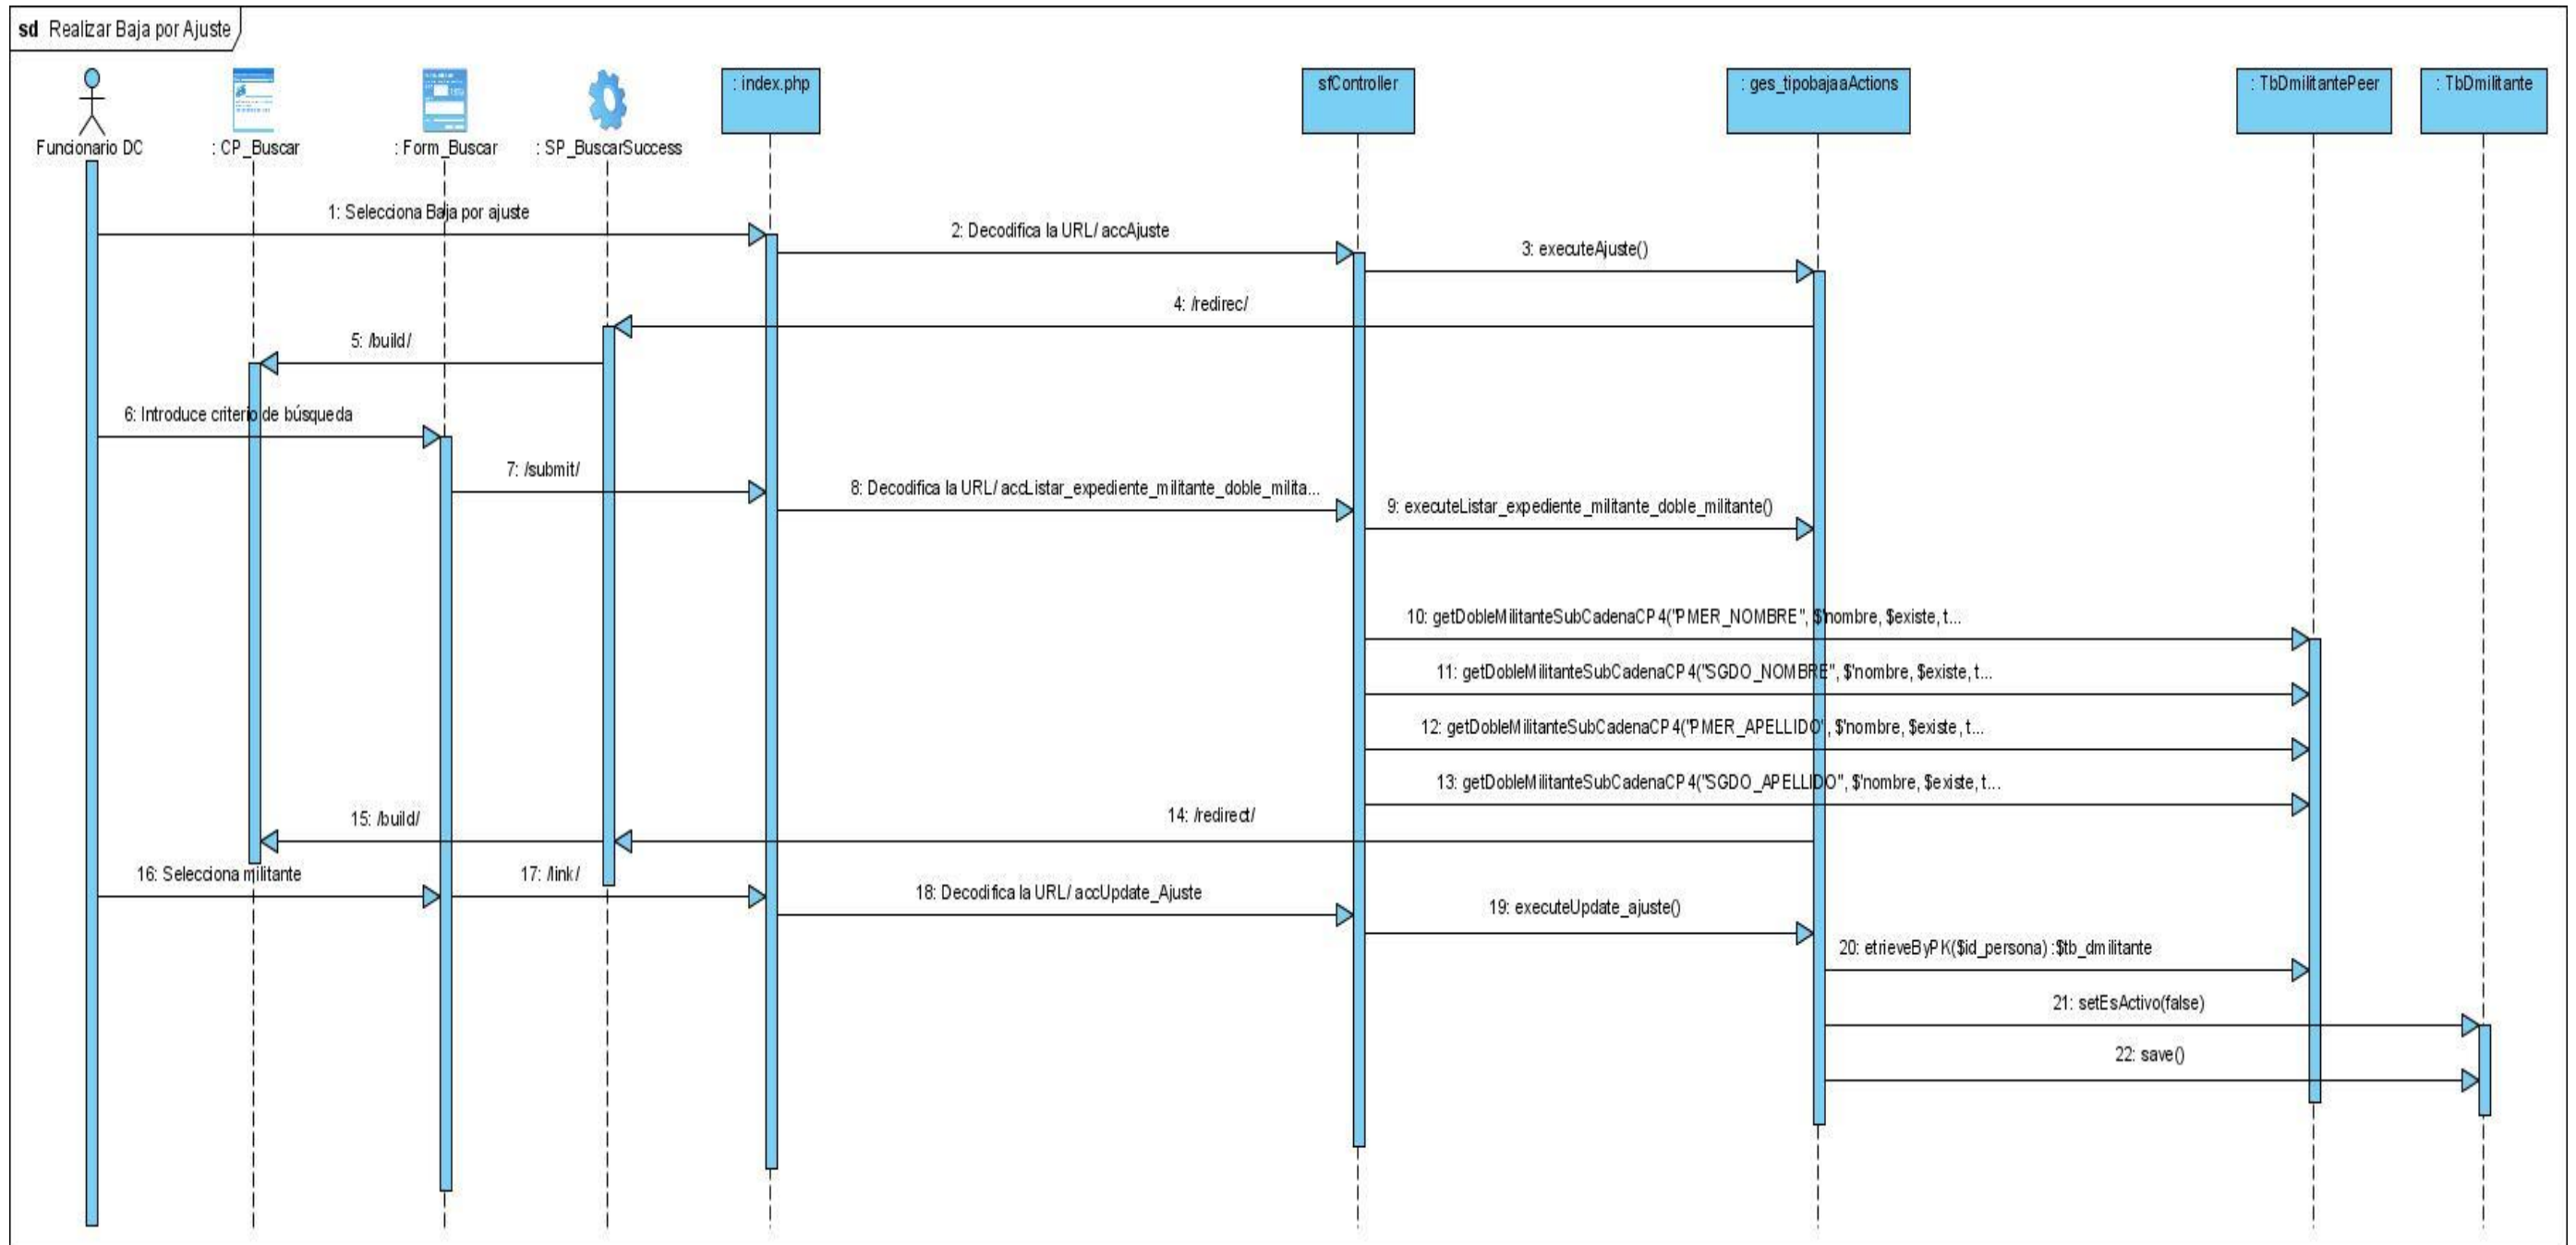 sd Realizar Baja por Ajuste
Funcionario DC
: CP_Buscar
: Form_Buscar
: SP_BuscarSuccess
: index.php
sfController
: ges_tipobajaaActions
: TbDmilitantePeer
: TbDmilitante
1: Selecciona Baja por ajuste
2: Decodifica la URL/ accAjuste
3: executeAjuste()
4: /redirec/
5: /build/
6: Introduce criterio de búsqueda
7: /submit/
8: Decodifica la URL/ accListar_expediente_militante_doble_milita...
9: executeListar_expediente_militante_doble_militante()
10: getDobleMilitanteSubCadenaCP4("PMER_NOMBRE", $'nombre, $existe, t...
11: getDobleMilitanteSubCadenaCP4("SGDO_NOMBRE", $'nombre, $existe, t...
12: getDobleMilitanteSubCadenaCP4("PMER_APELLIDO", $'nombre, $existe, t...
13: getDobleMilitanteSubCadenaCP4("SGDO_APELLIDO", $'nombre, $existe, t...
14: /redirect/
15: /build/
16: Selecciona militante
17: /link/
18: Decodifica la URL/ accUpdate_Ajuste
19: executeUpdate_ajuste()
20: etrieveByPK($id_persona) :$tb_dmilitante
21: setEsActivo(false)
22: save()